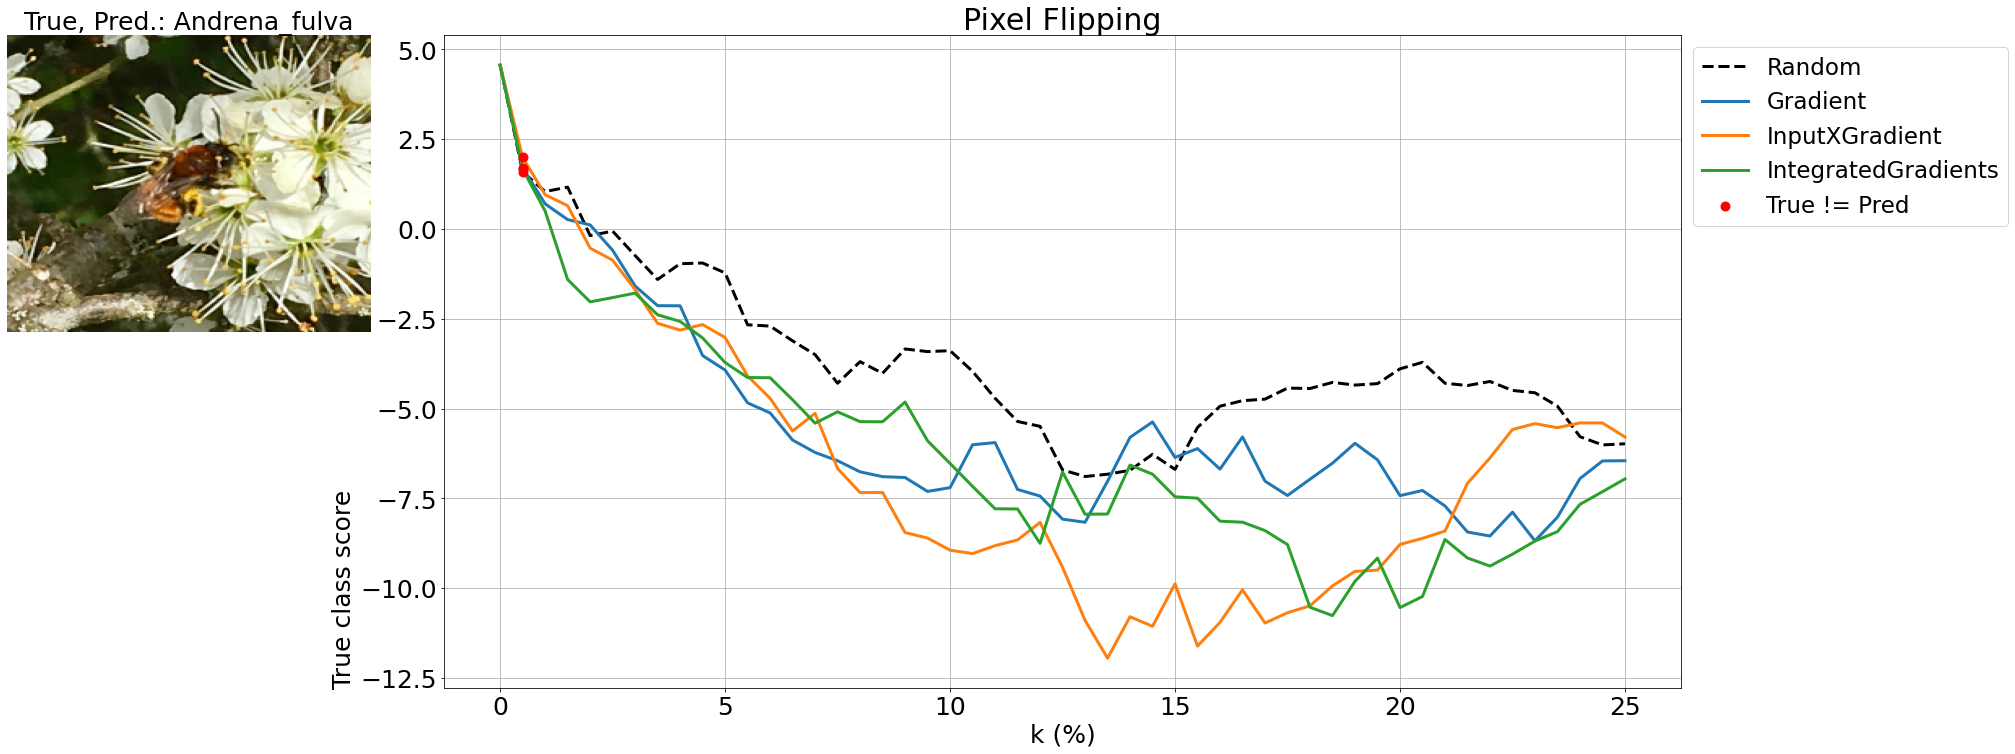 True, Pred.: Andrena_fulva
Pixel Flipping
True class score
5.0
2.5
0.0
−2.5
−5.0
−7.5
−10.0
−12.5
0
5
10
15
20
25
k (%)
Random
Gradient
InputXGradient
IntegratedGradients
True != Pred